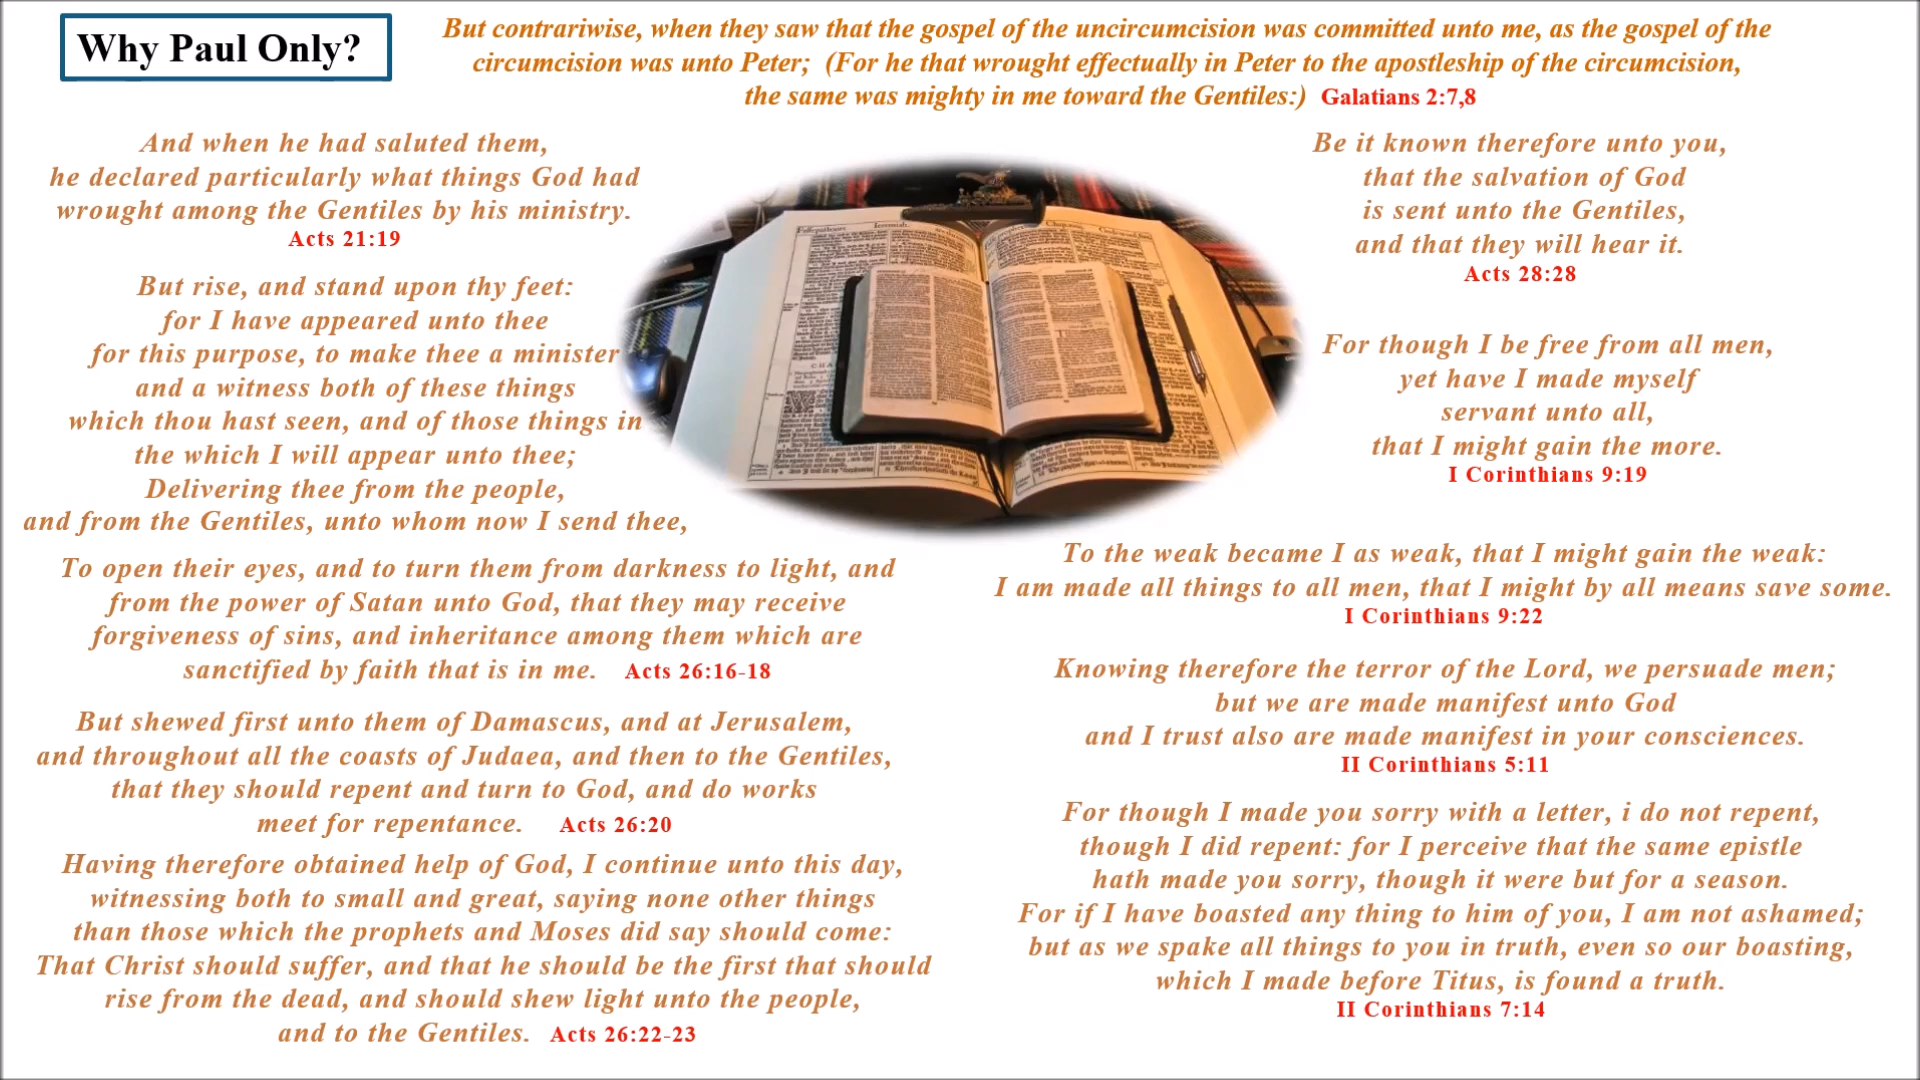 Why Paul Only?
But contrariwise, when they saw that the gospel of the uncircumcision was committed unto me, as the gospel of the
circumcision was unto Peter; (For he that wrought effectually in Peter to the apostleship of the circumcision,
the same was mighty in me toward the Gentiles:) Galatians 2:7,8
And when he had saluted them,
he declared particularly what things God had
wrought among the Gentiles by his ministry.
Acts 21:19
But rise, and stand upon thy feet:
for I have appeared unto thee
for this purpose, to make thee a minister
and a witness both of these things
which thou hast seen, and of those things in
the which I will appear unto thee;
Delivering thee from the people,
and from the Gentiles, unto whom now I send thee,
To open their eyes, and to turn them from darkness to light, and
from the power of Satan unto God, that they may receive
forgiveness of sins, and inheritance among them which are
sanctified by faith that is in me. Acts 26:16-18
But shewed first unto them of Damascus, and at Jerusalem,
and throughout all the coasts of Judaea, and then to the Gentiles,
that they should repent and turn to God, and do works
meet for repentance. Acts 26:20
Having therefore obtained help of God, I continue unto this day,
witnessing both to small and great, saying none other things
than those which the prophets and Moses did say should come:
That Christ should suffer, and that he should be the first that should
rise from the dead, and should shew light unto the people,
and to the Gentiles. Acts 26:22-23
Jeremiah.
Be it known therefore unto you,
that the salvation of God
is sent unto the Gentiles,
and that they will hear it.
Acts 28:28
For though I be free from all men,
yet have I made myself
servant unto all,
that I might gain the more.
I Corinthians 9:19
To the weak became I as weak, that I might gain the weak:
I am made all things to all men, that I might by all means save some.
I Corinthians 9:22
Knowing therefore the terror of the Lord, we persuade men;
but we are made manifest unto God
and I trust also are made manifest in your consciences.
II Corinthians 5:11
For though I made you sorry with a letter, i do not repent,
though I did repent: for I perceive that the same epistle
hath made you sorry, though it were but for a season.
For if I have boasted any thing to him of you, I am not ashamed;
but as we spake all things to you in truth, even so our boasting,
which I made before Titus, is found a truth.
II Corinthians 7:14